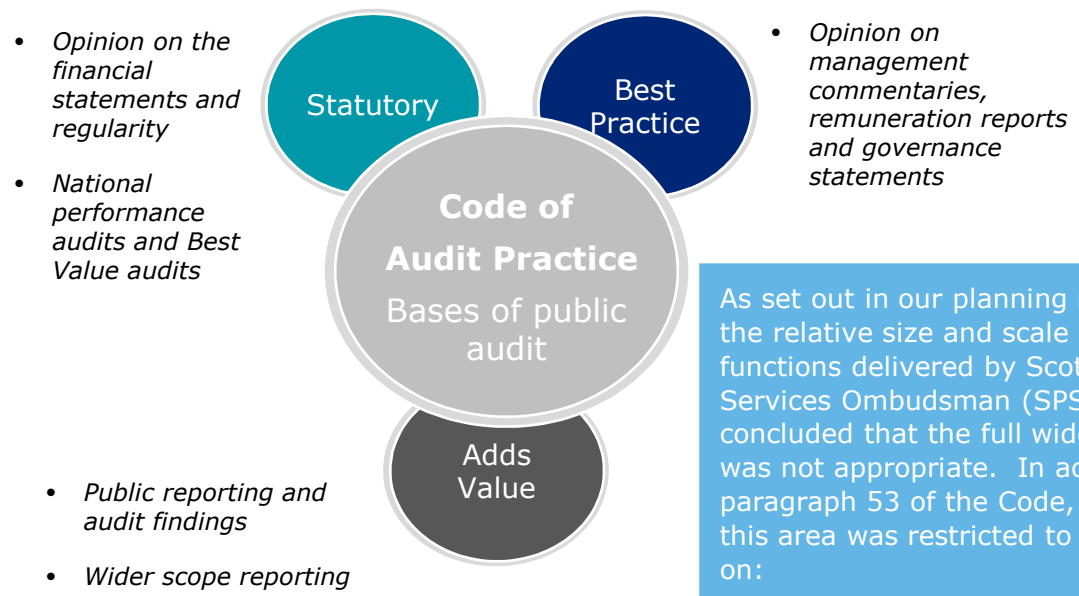 • Opinion on the
financial
statements and
regularity
• National
performance
audits and Best
Value audits
Statutory
Best
Practice
• Opinion on
management
commentaries,
remuneration reports
and governance
statements
Code of
Audit Practice
Bases of public
audit
Adds
Value
• Public reporting and
audit findings
• Wider scope reporting
As set out in our planning
the relative size and scale
functions delivered by
Services Ombudsman
concluded that the full
was not appropriate. In
paragraph 53 of the Code,
this area was restricted to
on: